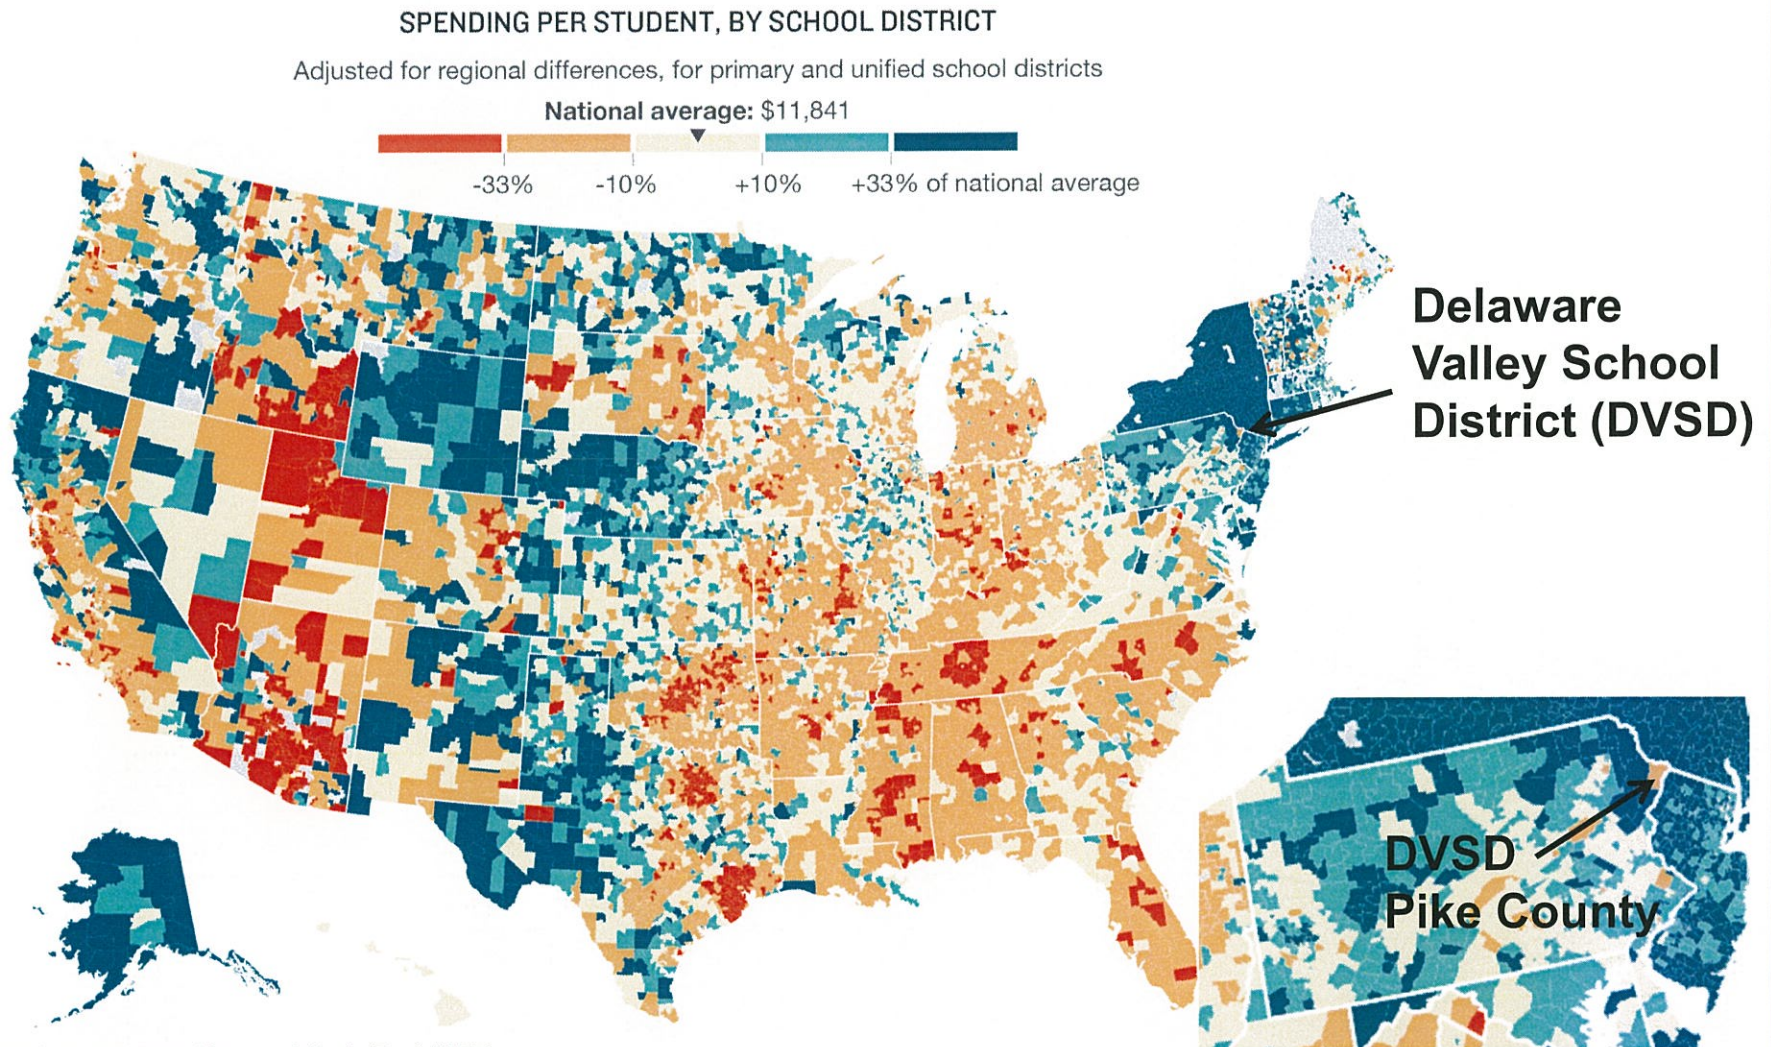 SPENDING PER STUDENT, BY SCHOOL DISTRICT
Adjusted for regional differences, for primary and unified school districts
National average: $11,841
-33% -10% +10% +33% of national average
Delaware
Valley School
District (DVSD)
DVSD
Pike County